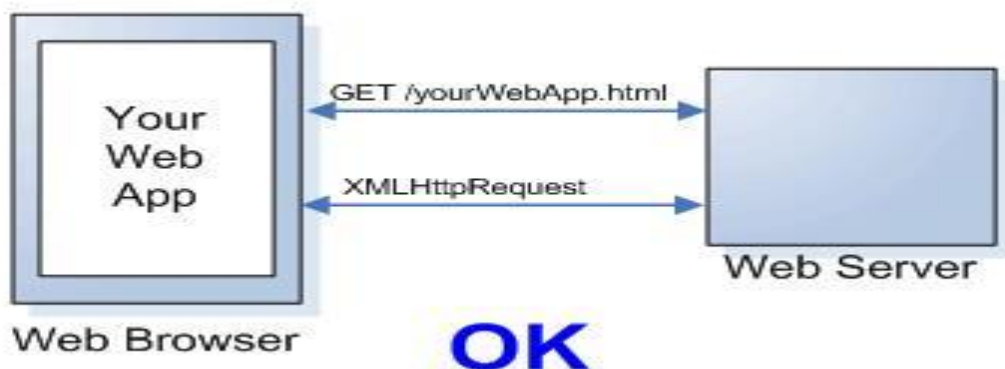 Your
Web
App
GET /yourWebApp.html
XMLHttpRequest
Web Server
Web Browser
OK